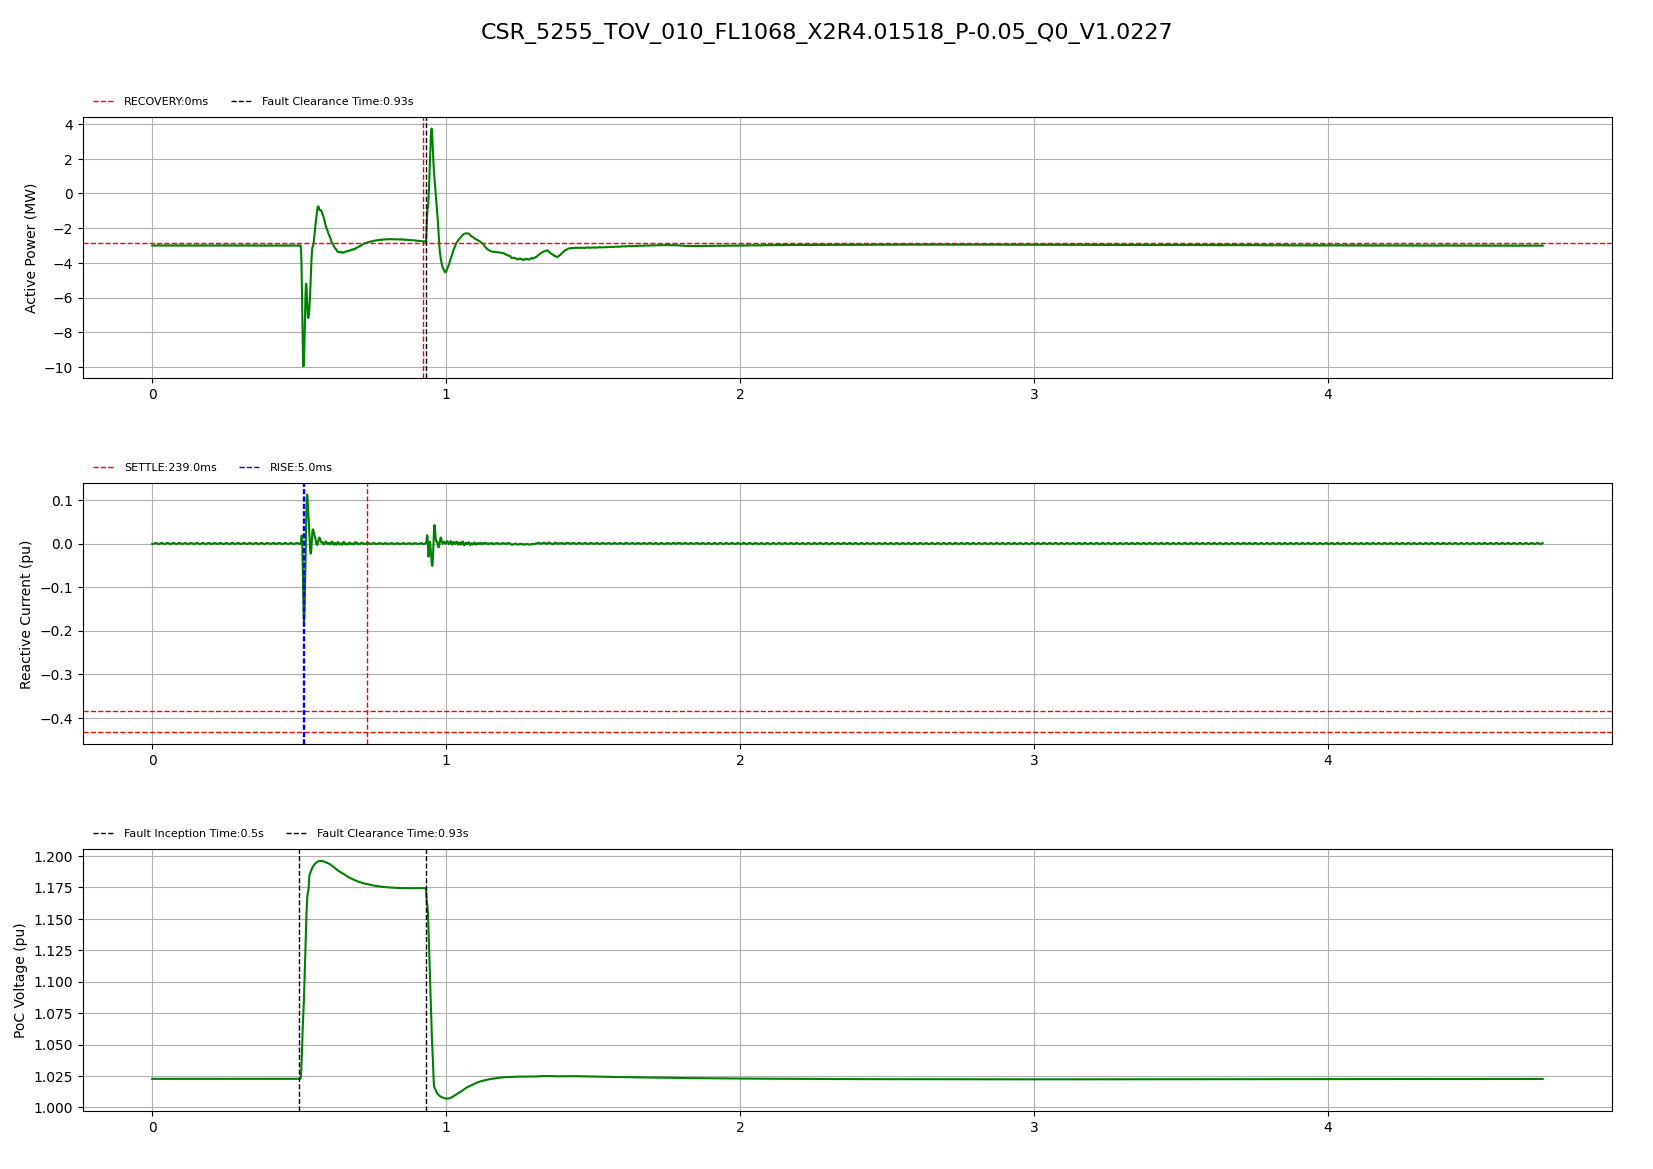 CSR_5255_TOV_010_FL1068_X2R4.01518_P-0.05_Q0_V1.0227
RECOVERY:0ms Fault Clearance Time:0.93s
Active Power (MW)
4
2
0
−2
−4
−6
−8
−10
0 1 2 3 4
SETTLE:239.0ms RISE:5.0ms
Reactive Current (pu)
0.1
0.0
−0.1
−0.2
−0.3
−0.4
0 1 2 3 4
Fault Inception Time:0.5s Fault Clearance Time:0.93s
PoC Voltage (pu)
1.200
1.175
1.150
1.125
1.100
1.075
1.050
1.025
1.000
0 1 2 3 4